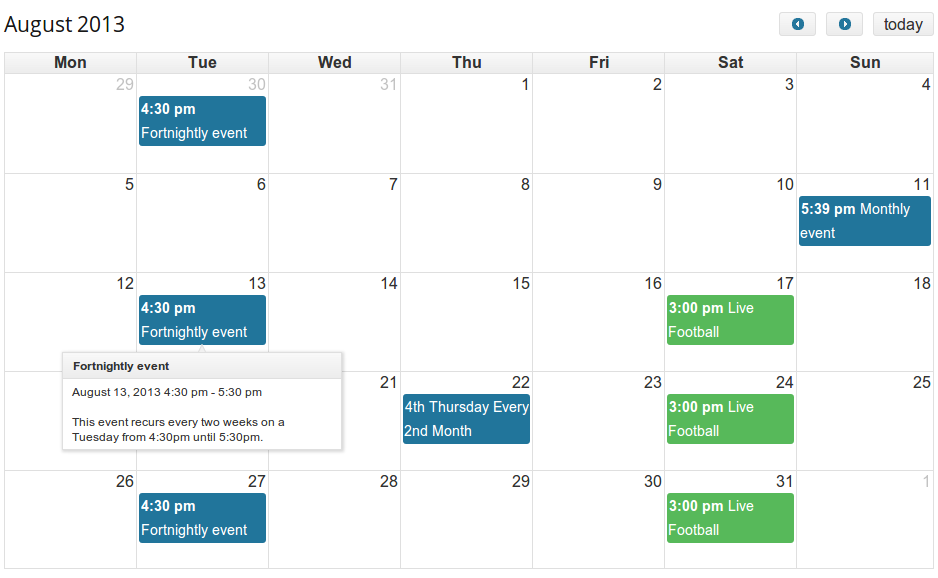 August 2013
today
Mon Tue Wed Thu Fri Sat Sun
29 30 31 1 2 3 4
4:30 pm
Fortnightly event
5 6 7 8 9 10 11
5:39 pm Monthly
event
12 13 14 15 16 17 18
4:30 pm
Fortnightly event
3:00 pm Live
Football
Fortnightly event
August 13, 2013 4:30 pm - 5:30 pm
This event recurs every two weeks on a
Tuesday from 4:30pm until 5:30pm.
21 22 23 24 25
4th Thursday Every
2nd Month
3:00 pm Live
Football
26 27 28 29 30 31 1
4:30 pm
Fortnightly event
3:00 pm Live
Football